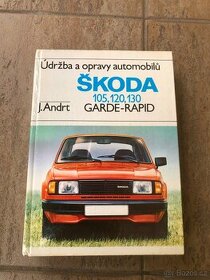 Údržba a opravy automobilů
ŠKODA
105, 120, 130
J. Andrt
GARDE-RAPID